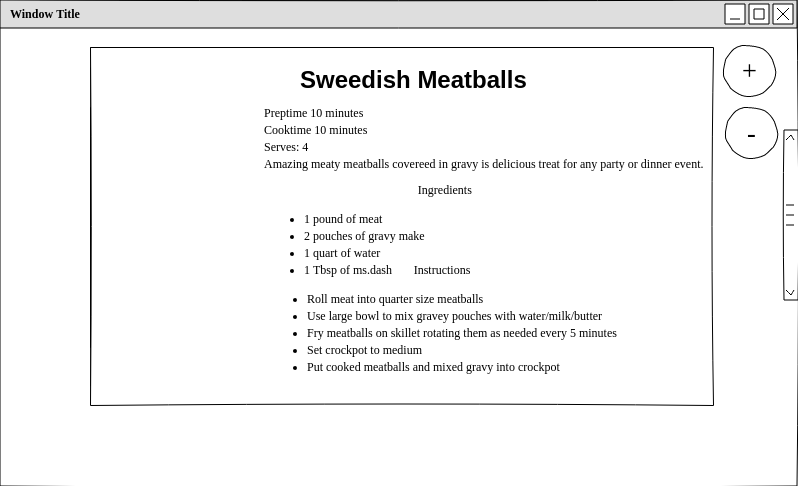 Window Title
Sweedish Meatballs
+
Preptime 10 minutes
Cooktime 10 minutes
-
Serves: 4
Amazing meaty meatballs covereed in gravy is delicious treat for any party or dinner event.
Ingredients
• 1 pound of meat
• 2 pouches of gravy make
• 1 quart of water
• 1 Tbsp of ms.dash Instructions
• Roll meat into quarter size meatballs
• Use large bowl to mix gravey pouches with water/milk/butter
• Fry meatballs on skillet rotating them as needed every 5 minutes
• Set crockpot to medium
• Put cooked meatballs and mixed gravy into crockpot